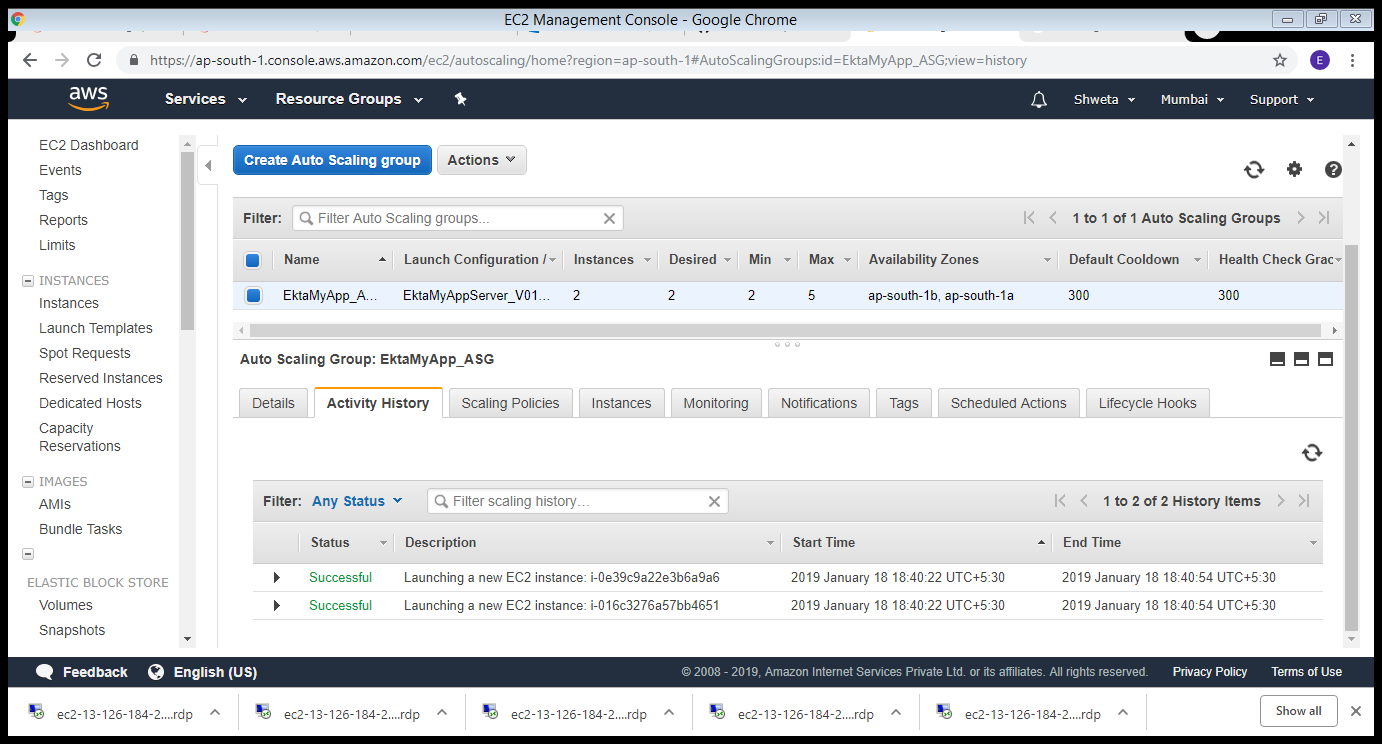 EC2 Management Console - Google Chrome
https://ap-south-1.console.aws.amazon.com/ec2/autoscaling/home?region=ap-south-1#AutoScalingGroups:id=EktaMyApp_ASG;view=history
E
aws
Services
Resource Groups
Shweta
Mumbai
Support
EC2 Dashboard
Events
Tags
Reports
Limits
INSTANCES
Instances
Launch Templates
Spot Requests
Reserved Instances
Dedicated Hosts
Capacity
Reservations
IMAGES
AMIs
Bundle Tasks
ELASTIC BLOCK STORE
Volumes
Snapshots
Create Auto Scaling group
Actions
Filter: Filter Auto Scaling groups...
1 to 1 of 1 Auto Scaling Groups
Name Launch Configuration / Instances Desired Min Max Availability Zones Default Cooldown Health Check Grac
EktaMyApp_A... EktaMyAppServer_V01... 2 2 2 5 ap-south-1b, ap-south-1a 300 300
Auto Scaling Group: EktaMyApp_ASG
Details Activity History Scaling Policies Instances Monitoring Notifications Tags Scheduled Actions Lifecycle Hooks
Filter: Any Status Filter scaling history... 1 to 2 of 2 History Items
Status Description Start Time End Time
Successful Launching a new EC2 instance: i-0e39c9a22e3b6a9a6 2019 January 18 18:40:22 UTC+5:30 2019 January 18 18:40:54 UTC+5:30
Successful Launching a new EC2 instance: i-016c3276a57bb4651 2019 January 18 18:40:22 UTC+5:30 2019 January 18 18:40:54 UTC+5:30
Feedback English (US) © 2008 - 2019, Amazon Internet Services Private Ltd. or its affiliates. All rights reserved. Privacy Policy Terms of Use
ec2-13-126-184-2....rdp ec2-13-126-184-2....rdp ec2-13-126-184-2....rdp ec2-13-126-184-2....rdp ec2-13-126-184-2....rdp Show all